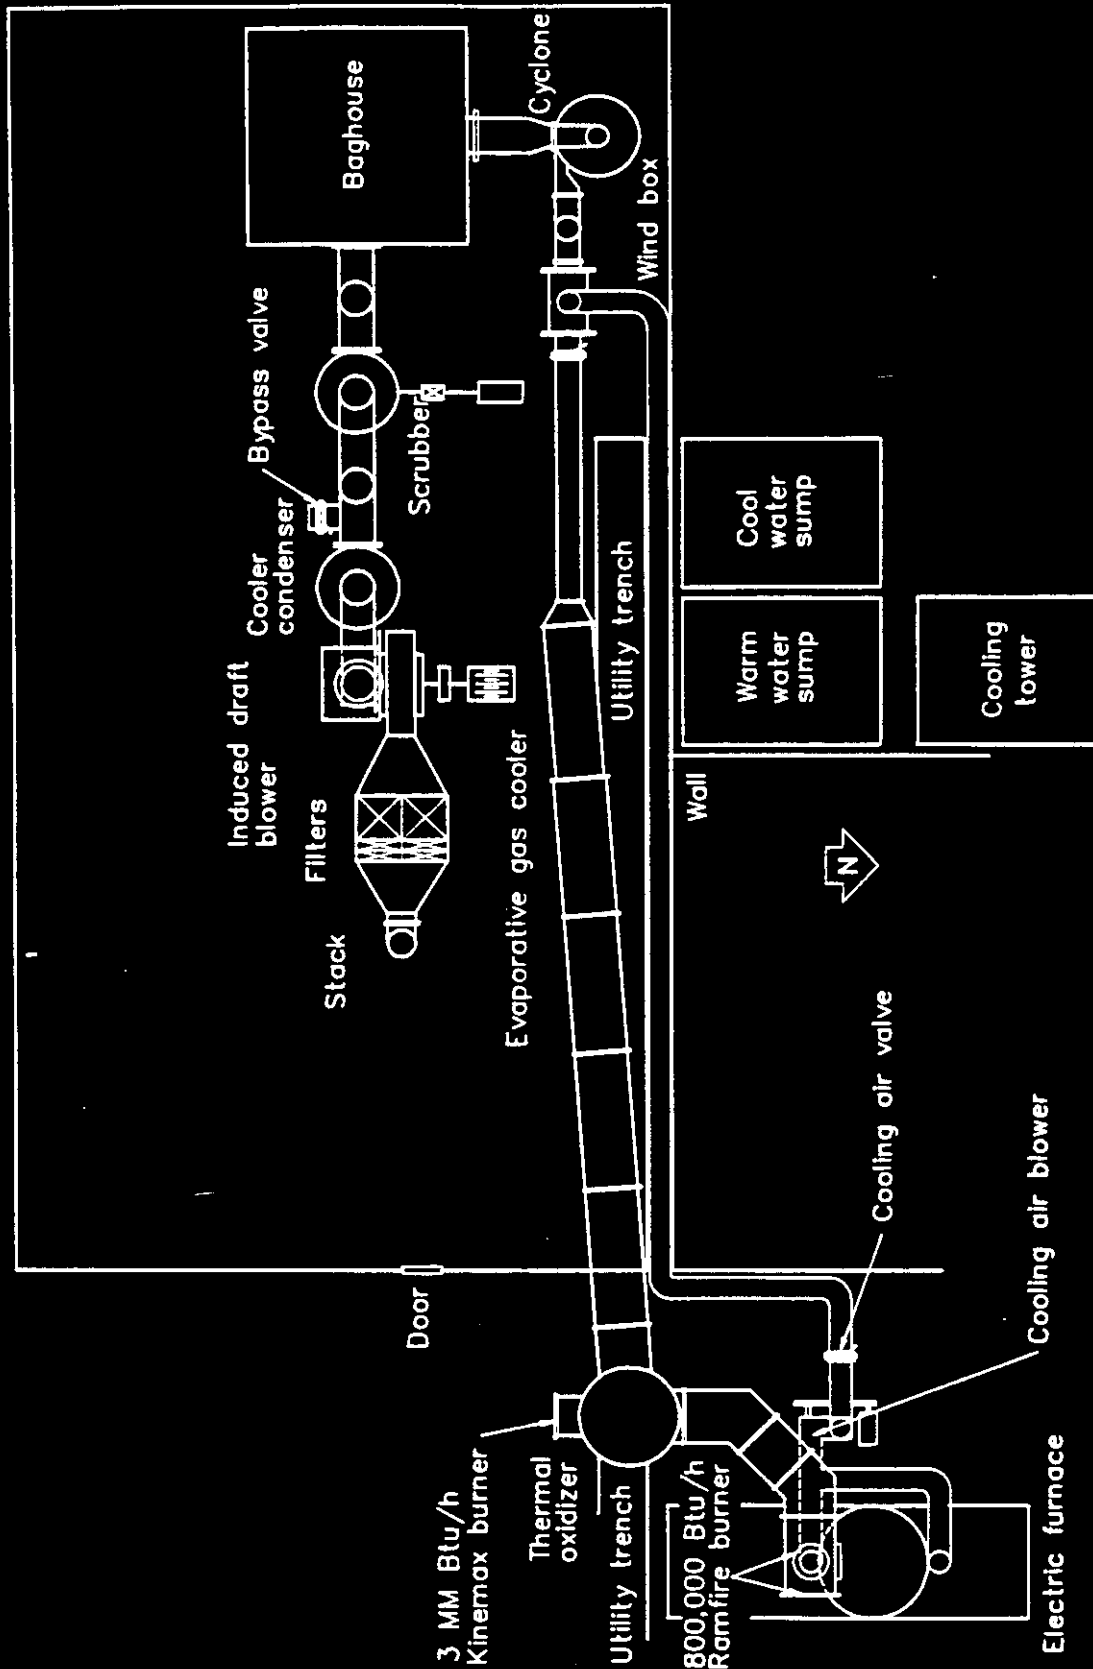 3 MM Btu/h
Kinemax burner
Thermal
oxidizer
Utility trench
800,000 Btu/h
Ramfire burner
Electric furnace
Door
Cooling air blower
Cooling air valve
Stack
Filters
Induced draft
blower
Evaporative gas cooler
N
Wall
Cooler
condenser
Bypass valve
Scrubber
Utility trench
Warm
water
sump
Cool
water
sump
Cooling
tower
Baghouse
Cyclone
Wind box